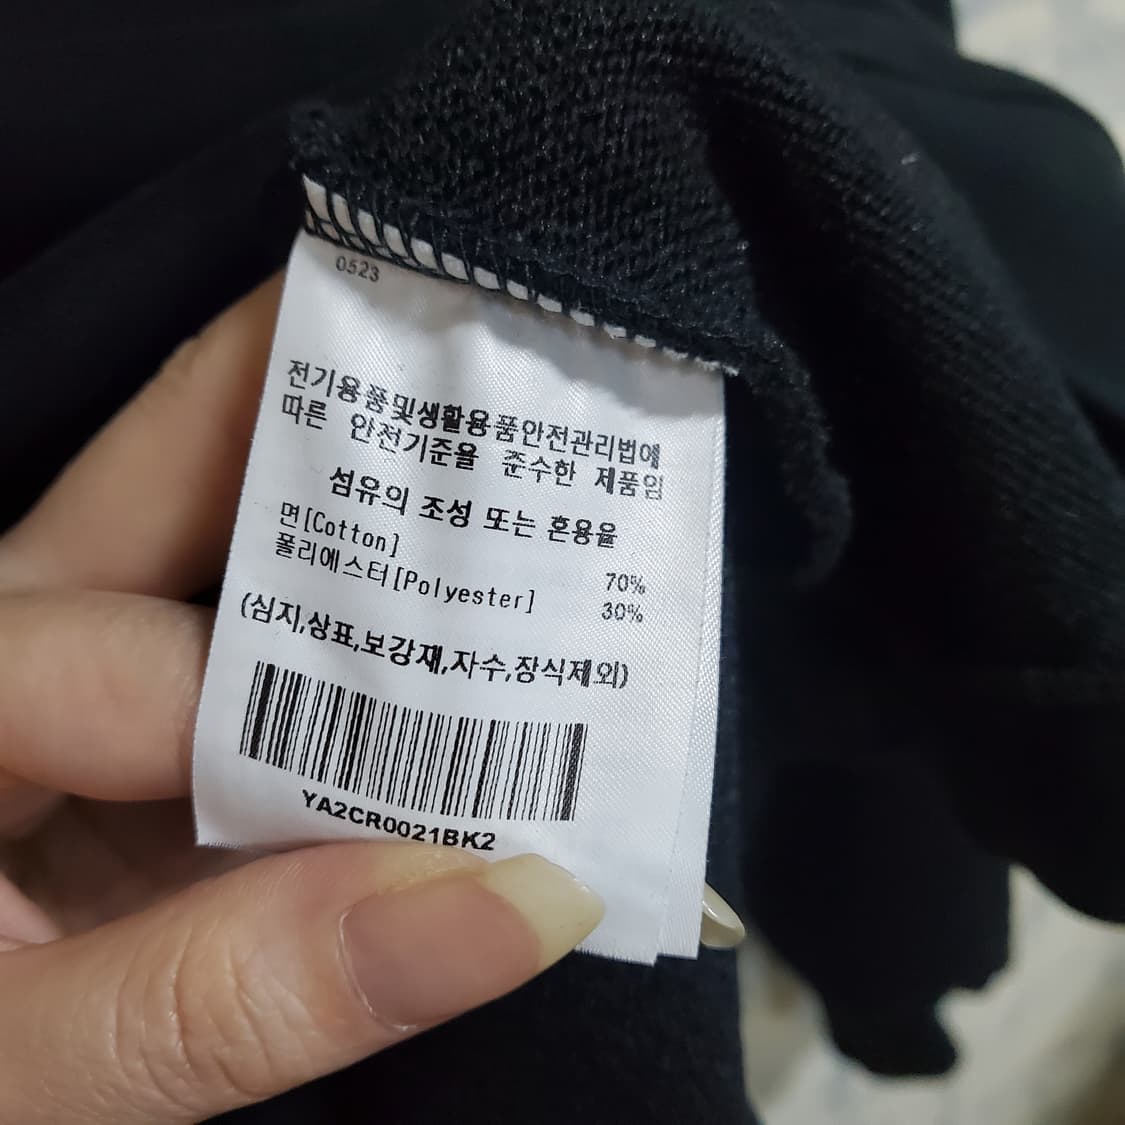 0523
전기용품및생활용품안전관리법에
따른 안전기준을 준수한 제품임
섬유의 조성 또는 혼용율
면[Cotton] 70%
폴리에스터[Polyester] 30%
(심지,상표,보강재,자수,장식제외)
YA2CR0021BK2